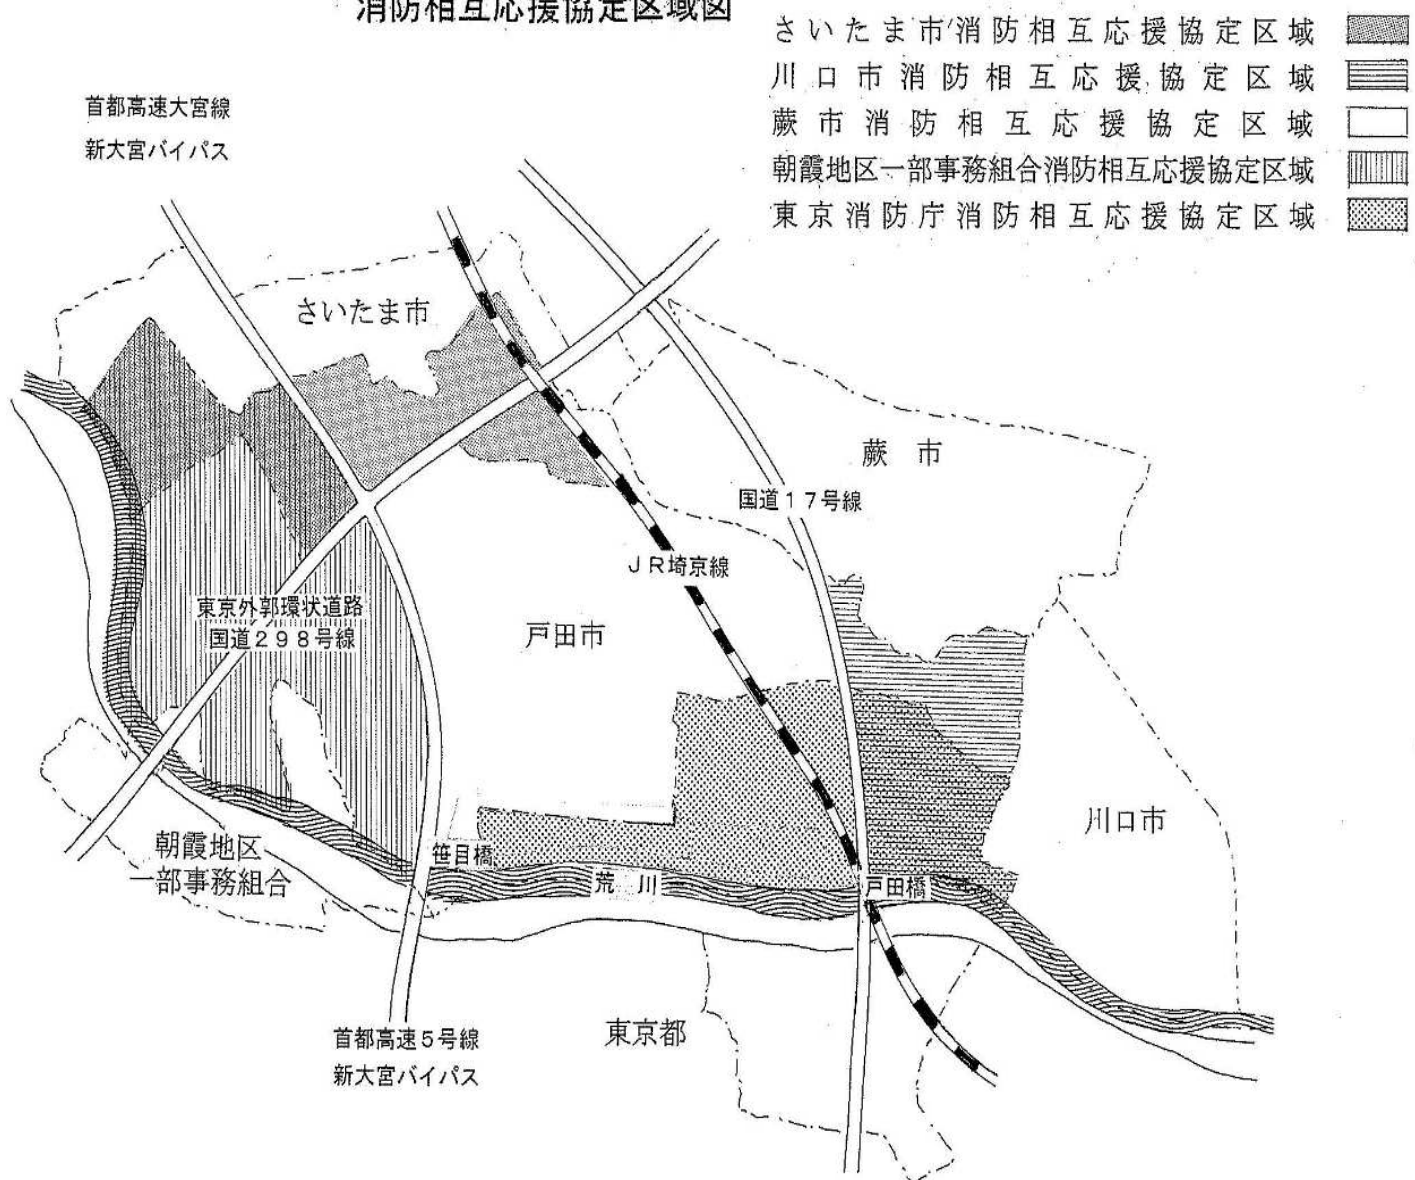 消防相互応援協定区域図
さいたま市消防相互応援協定区域
川口市消防相互応援協定区域
蕨市消防相互応援協定区域
朝霞地区一部事務組合消防相互応援協定区域
東京消防庁消防相互応援協定区域
首都高速大宮線
新大宮バイパス
さいたま市
蕨市
国道17号線
JR埼京線
東京外郭環状道路
国道298号線
戸田市
川口市
朝霞地区
一部事務組合
笹目橋
荒川
戸田橋
東京都
首都高速5号線
新大宮バイパス